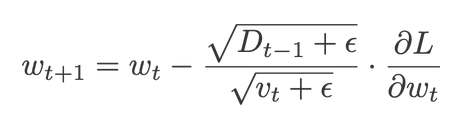 $w_{t+1} = w_t - \frac{\sqrt{D_{t-1} + \epsilon}}{\sqrt{v_t + \epsilon}} \cdot \frac{\partial L}{\partial w_t}$